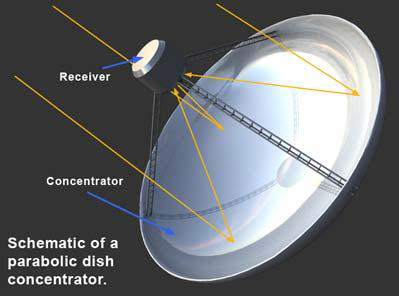 Receiver
Concentrator
Schematic of a
parabolic dish
concentrator.